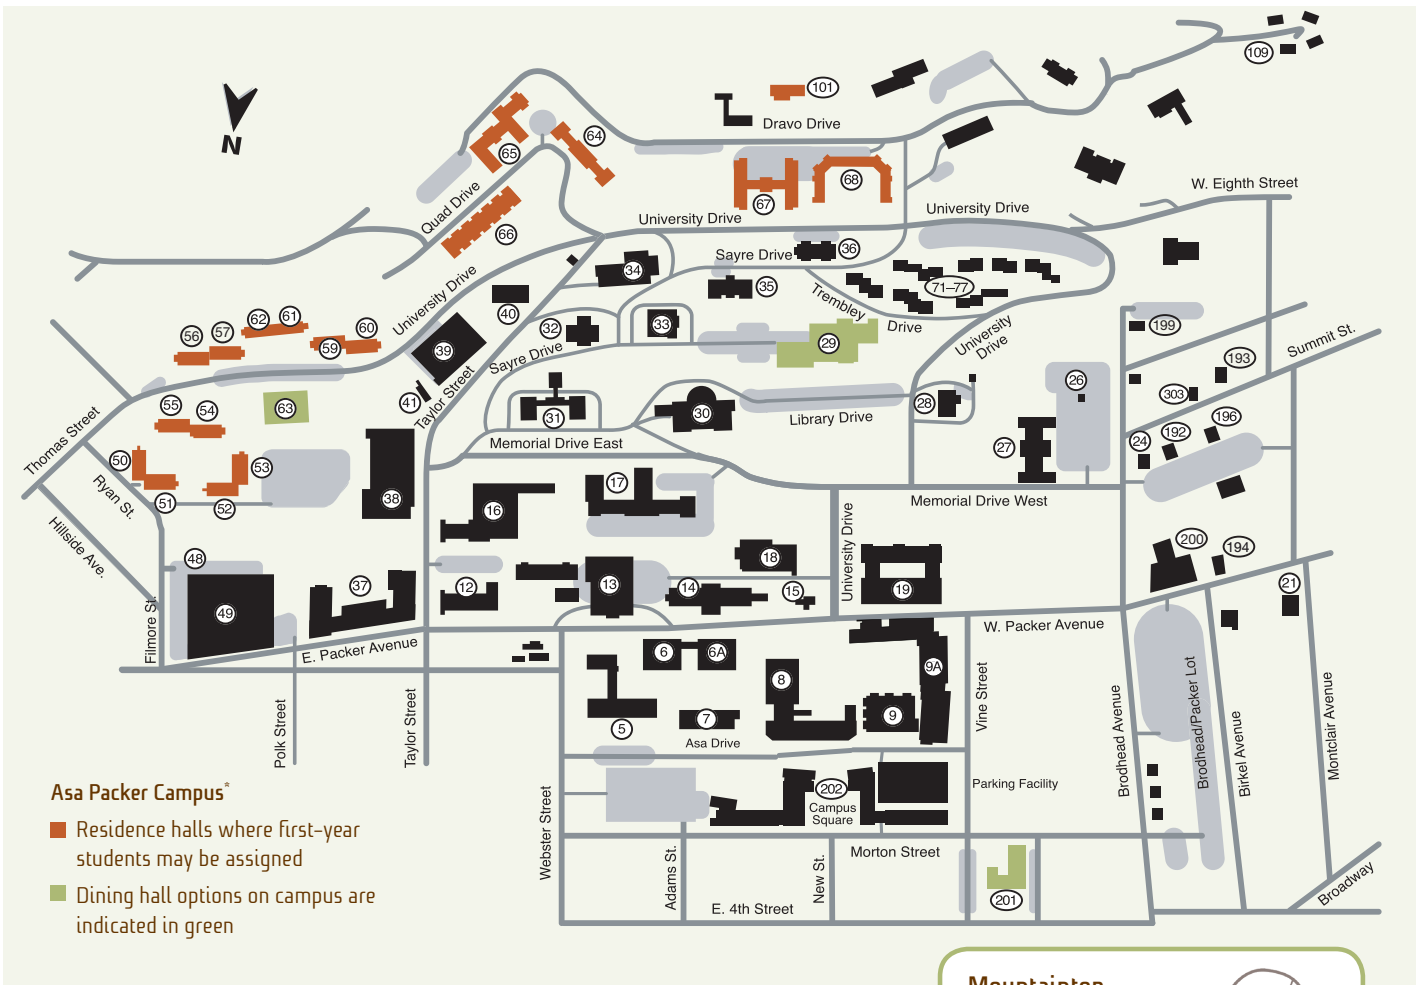 109
101
Dravo Drive
64
65
N
68
W. Eighth Street
67
Quad Drive
University Drive
University Drive
66
36
Sayre Drive
34
35
71–77
University Drive
Trembley
Drive
40
62
61
60
56
57
59
32
33
29
University
Drive
199
39
Sayre Drive
193
Summit St.
26
303
41
Taylor Street
63
55
54
31
30
Library Drive
28
196
192
24
27
Thomas Street
Memorial Drive East
50
53
51
52
Ryan St.
38
17
16
Memorial Drive West
Hillside Ave.
University Drive
200
194
48
18
37
12
13
14
15
19
21
49
Filmore St.
W. Packer Avenue
E. Packer Avenue
6
6A
9A
8
Vine Street
Brodhead Avenue
Brodhead/Packer Lot
Birkel Avenue
Montclair Avenue
5
7
9
Asa Drive
Polk Street
Taylor Street
202
Campus
Square
Parking Facility
Webster Street
Asa Packer Campus*
Residence halls where first-year
students may be assigned
Dining hall options on campus are
indicated in green
Adams St.
New St.
Morton Street
201
Broadway
E. 4th Street
Mountaintop